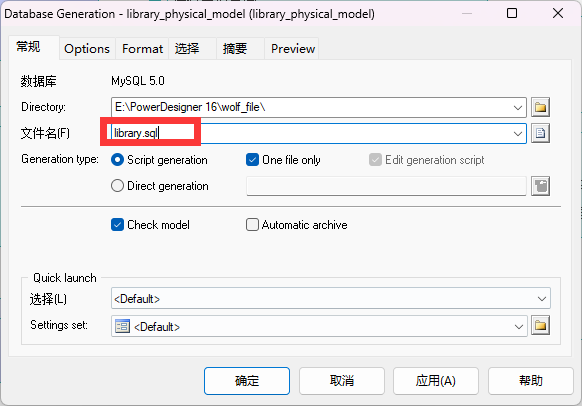 Database Generation - library_physical_model (library_physical_model)
常规 Options Format 选择 摘要 Preview
数据库 MySQL 5.0
Directory: E:\PowerDesigner 16\wolf_file\
文件名(F) library.sql
Generation type: Script generation One file only Edit generation script
Direct generation
Check model Automatic archive
Quick launch
选择(L) <Default>
Settings set: <Default>
确定 取消 应用(A) 帮助